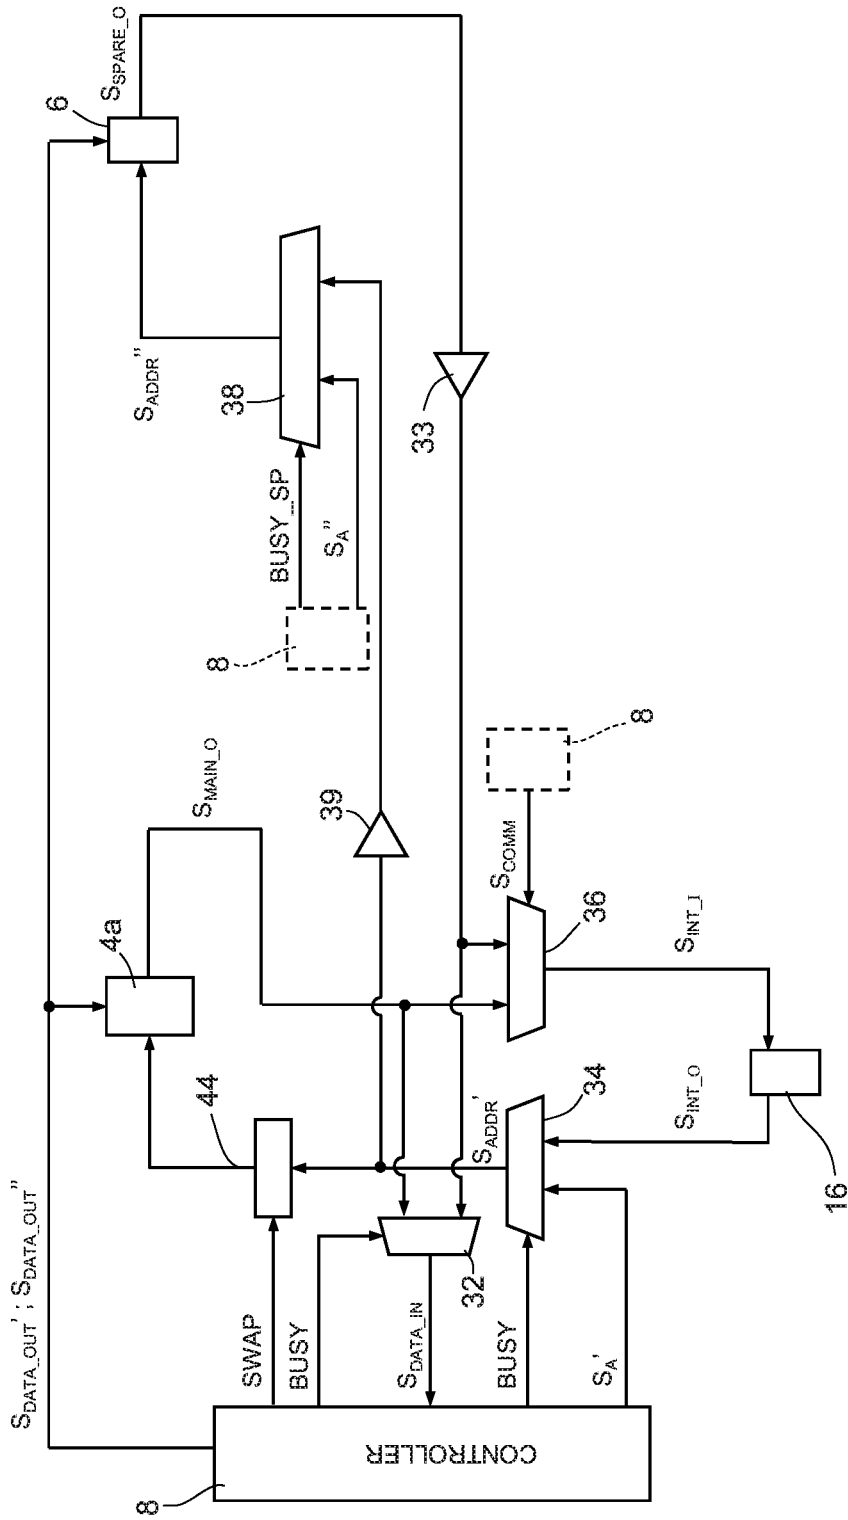 S_DATA_OUT' ; S_DATA_OUT"
S_SPARE_O
6
S_ADDR"
38
BUSY_SP
S_A"
8
33
S_MAIN_O
4a
39
8
S_COMM
36
S_INT_I
44
S_ADDR'
34
S_INT_O
16
SWAP
BUSY
32
S_DATA_IN
BUSY
S_A'
CONTROLLER
8